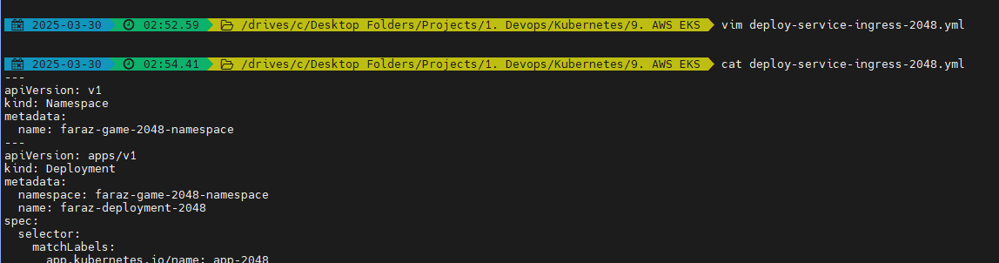 2025-03-30 02:52.59 /drives/c/Desktop Folders/Projects/1. Devops/Kubernetes/9. AWS EKS vim deploy-service-ingress-2048.yml
2025-03-30 02:54.41 /drives/c/Desktop Folders/Projects/1. Devops/Kubernetes/9. AWS EKS cat deploy-service-ingress-2048.yml
---
apiVersion: v1
kind: Namespace
metadata:
  name: faraz-game-2048-namespace
---
apiVersion: apps/v1
kind: Deployment
metadata:
  namespace: faraz-game-2048-namespace
  name: faraz-deployment-2048
spec:
  selector:
    matchLabels:
      app.kubernetes.io/name: app-2048